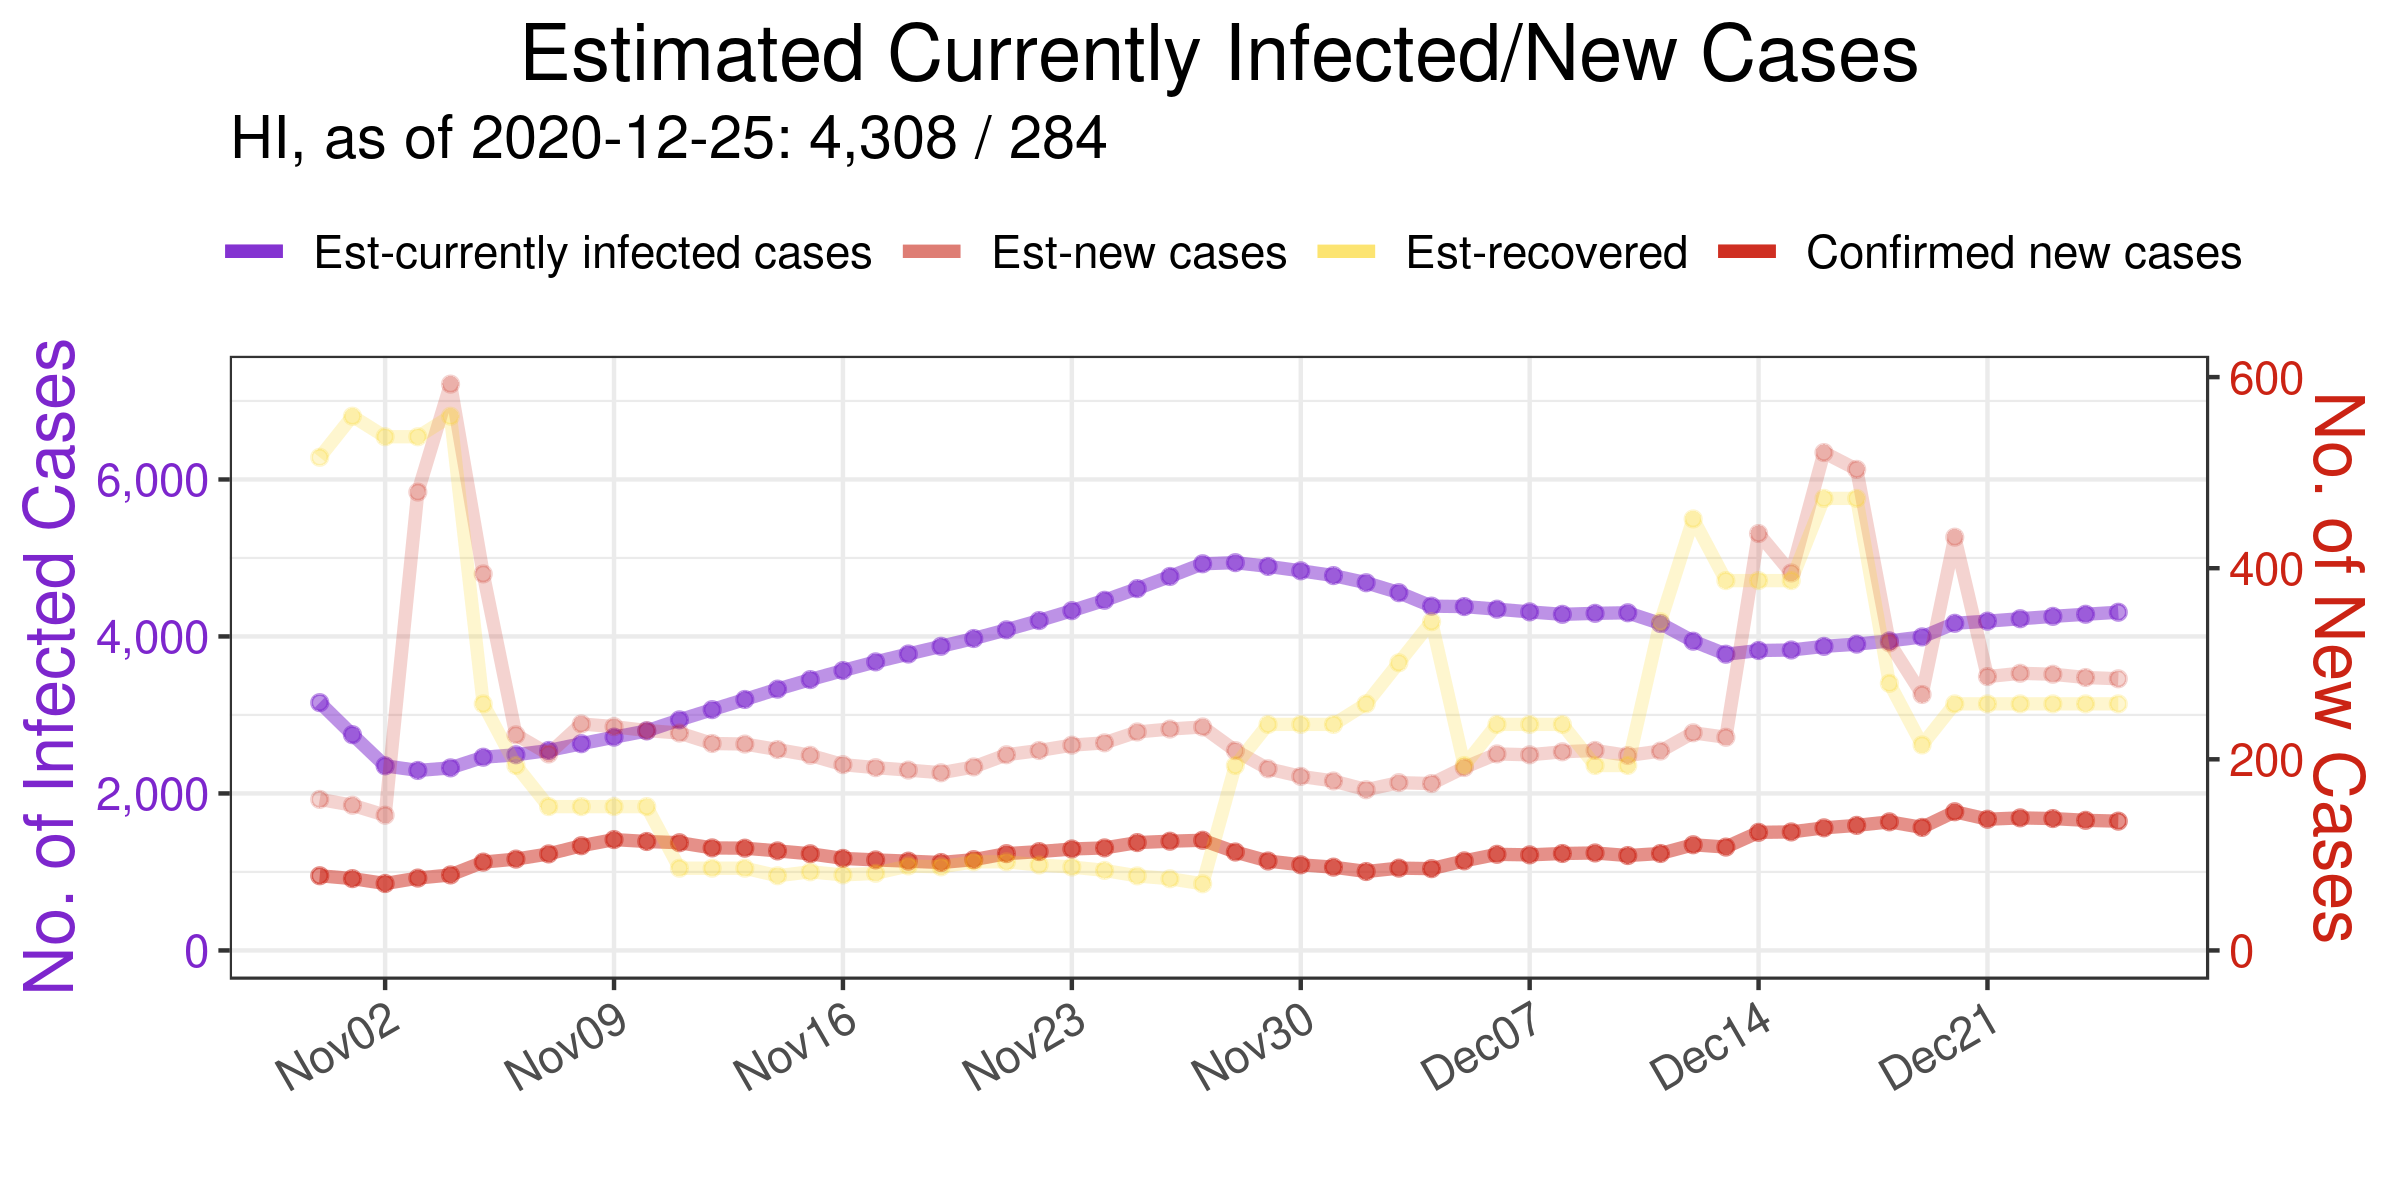 Estimated Currently Infected/New Cases
HI, as of 2020-12-25: 4,308 / 284
Est-currently infected cases
Est-new cases
Est-recovered
Confirmed new cases
No. of Infected Cases
6,000
4,000
2,000
0
600
400
200
0
No. of New Cases
Nov02
Nov09
Nov16
Nov23
Nov30
Dec07
Dec14
Dec21